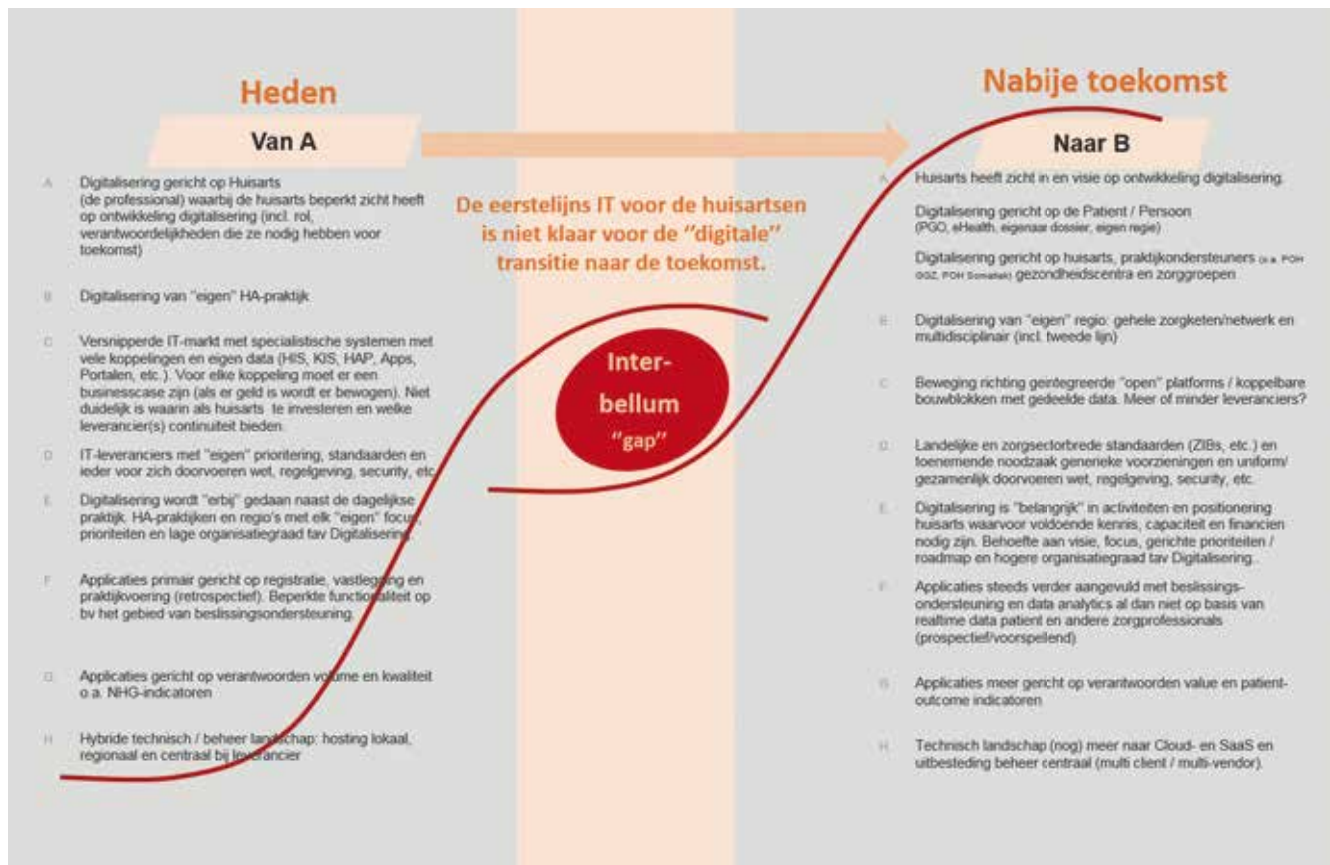 Heden
Van A
A Digitalisering gericht op Huisarts
(de professional) waarbij de huisarts beperkt zicht heeft
op ontwikkeling digitalisering (incl. rol,
verantwoordelijkheden die ze nodig hebben voor
toekomst)
B Digitalisering van "eigen" HA-praktijk
C Versnipperde IT-markt met specialistische systemen met
vele koppelingen en eigen data (HIS, KIS, HAP, Apps,
Portalen, etc.). Voor elke koppeling moet er een
businesscase zijn (als er geld is wordt er bewogen). Niet
duidelijk is waarin als huisarts te investeren en welke
leverancier(s) continuiteit bieden.
D IT-leveranciers met "eigen" prioritering, standaarden en
ieder voor zich doorvoeren wet, regelgeving, security, etc
E Digitalisering wordt "erbij" gedaan naast de dagelijkse
praktijk. HA-praktijken en regio's met elk "eigen" focus,
prioriteiten en lage organisatiegraad tav Digitalisering.
F Applicaties primair gericht op registratie, vastlegging en
praktijkvoering (retrospectief). Beperkte functionaliteit op
bv het gebied van beslissingsondersteuning.
G Applicaties gericht op verantwoorden volume en kwaliteit
o.a. NHG-indicatoren
H Hybride technisch / beheer landschap: hosting lokaal,
regionaal en centraal bij leverancier
De eerstelijns IT voor de huisartsen
is niet klaar voor de "digitale"
transitie naar de toekomst.
Inter-
bellum
"gap"
Nabije toekomst
Naar B
A Huisarts heeft zicht in en visie op ontwikkeling digitalisering.
Digitalisering gericht op de Patient / Persoon
(PGO, eHealth, eigenaar dossier, eigen regie)
Digitalisering gericht op huisarts, praktijkondersteuners (o.a. POH
GGZ, POH Somatiek) gezondheidscentra en zorggroepen
B Digitalisering van "eigen" regio: gehele zorgketen/netwerk en
multidisciplinair (incl. tweede lijn)
C Beweging richting geintegreerde "open" platforms / koppelbare
bouwblokken met gedeelde data. Meer of minder leveranciers?
D Landelijke en zorgsectorbrede standaarden (ZIBs, etc.) en
toenemende noodzaak generieke voorzieningen en uniform/
gezamenlijk doorvoeren wet, regelgeving, security, etc.
E Digitalisering is "belangrijk" in activiteiten en positionering
huisarts waarvoor voldoende kennis, capaciteit en financien
nodig zijn. Behoefte aan visie, focus, gerichte prioriteiten /
roadmap en hogere organisatiegraad tav Digitalisering..
F Applicaties steeds verder aangevuld met beslissings-
ondersteuning en data analytics al dan niet op basis van
realtime data patient en andere zorgprofessionals
(prospectief/voorspellend)
G Applicaties meer gericht op verantwoorden value en patient-
outcome indicatoren
H Technisch landschap (nog) meer naar Cloud- en SaaS en
uitbesteding beheer centraal (multi client / multi-vendor).